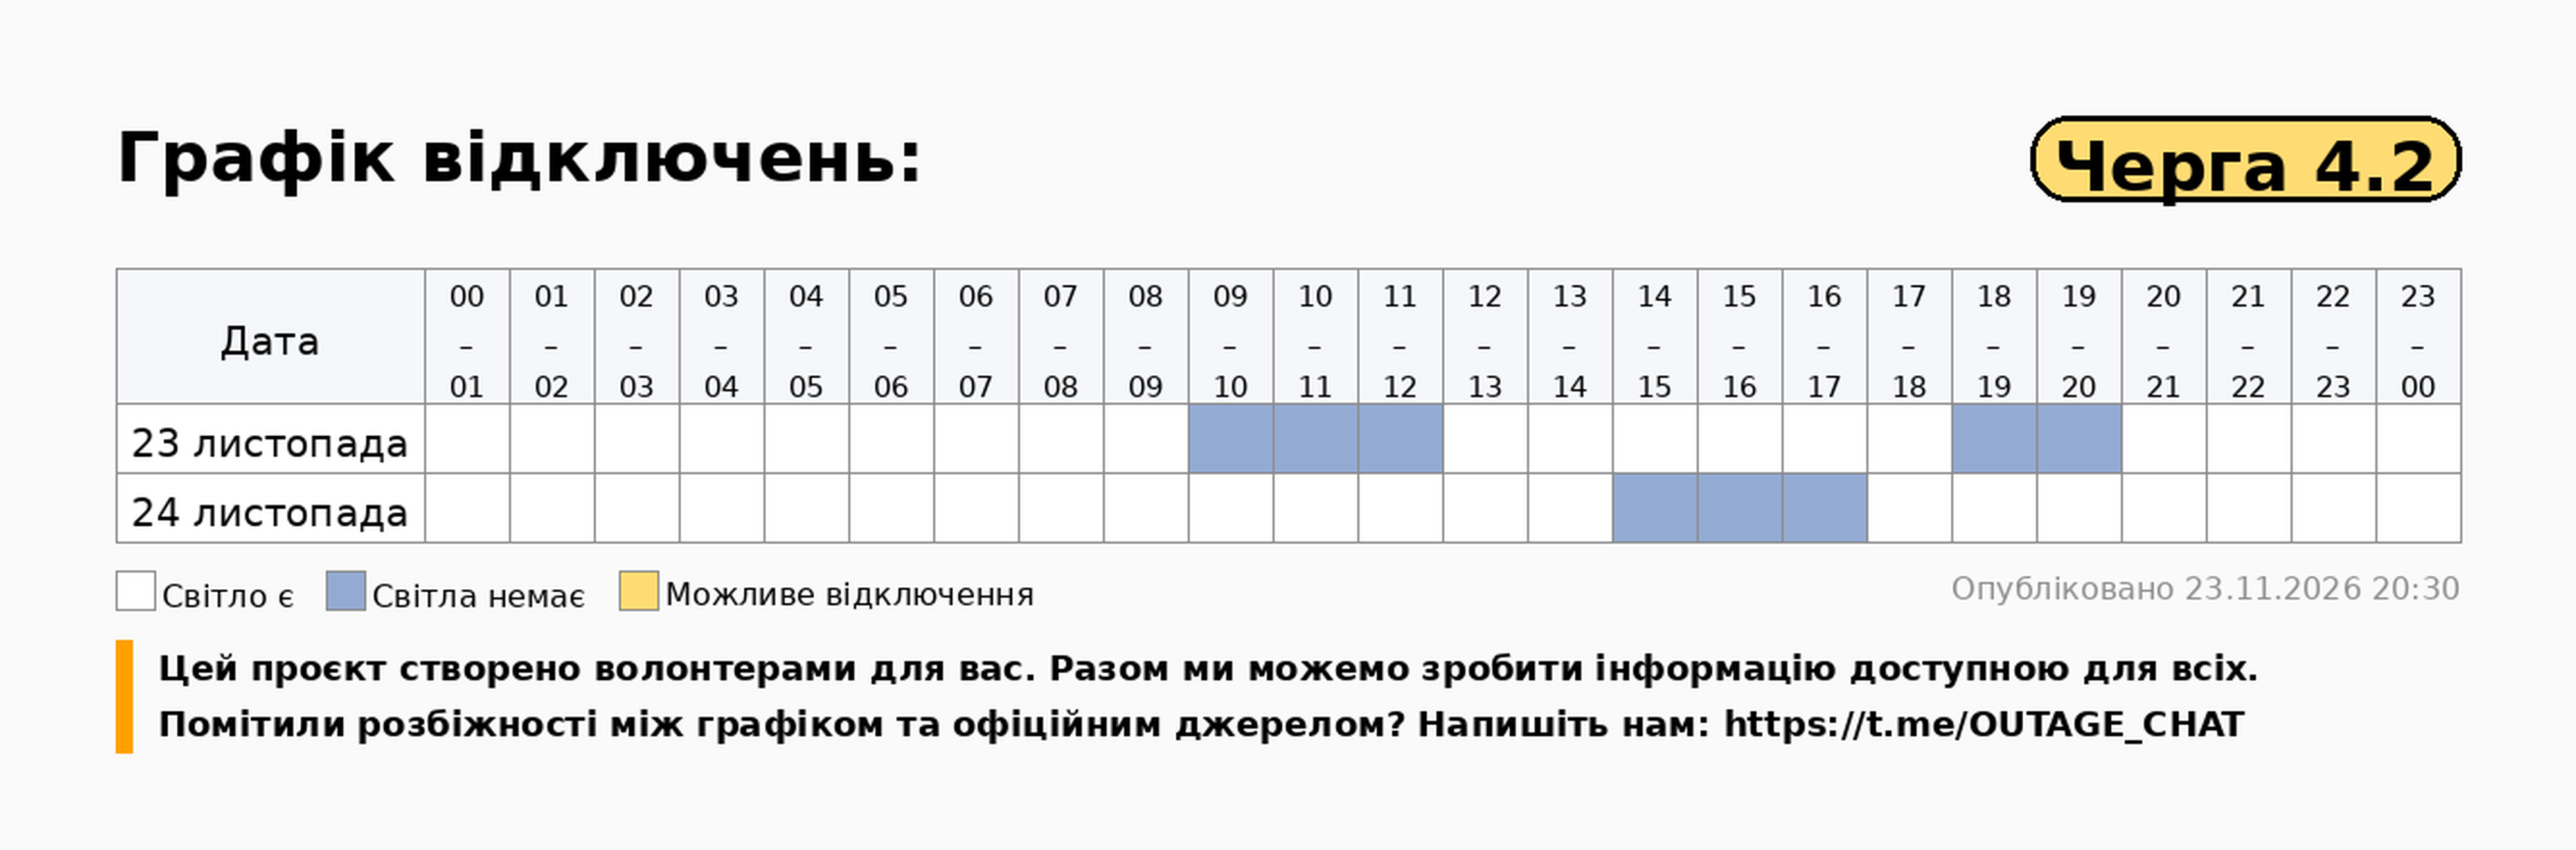 Графік відключень:
Черга 4.2
Дата 00 – 01 01 – 02 02 – 03 03 – 04 04 – 05 05 – 06 06 – 07 07 – 08 08 – 09 09 – 10 10 – 11 11 – 12 12 – 13 13 – 14 14 – 15 15 – 16 16 – 17 17 – 18 18 – 19 19 – 20 20 – 21 21 – 22 22 – 23 23 – 00
23 листопада
24 листопада
Світло є Світла немає Можливе відключення
Опубліковано 23.11.2026 20:30
Цей проєкт створено волонтерами для вас. Разом ми можемо зробити інформацію доступною для всіх.
Помітили розбіжності між графіком та офіційним джерелом? Напишіть нам: https://t.me/OUTAGE_CHAT